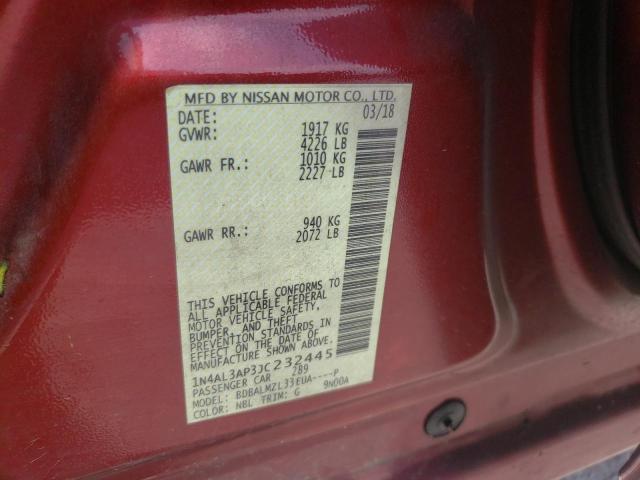 MFD BY NISSAN MOTOR CO., LTD.
DATE: 03/18
GVWR: 1917 KG
4226 LB
GAWR FR.: 1010 KG
2227 LB
GAWR RR.: 940 KG
2072 LB
THIS VEHICLE CONFORMS TO
ALL APPLICABLE FEDERAL
MOTOR VEHICLE SAFETY,
BUMPER, AND THEFT
PREVENTION STANDARDS IN
EFFECT ON THE DATE OF
MANUFACTURE SHOWN ABOVE.
1N4AL3AP3JC232445
PASSENGER CAR Z89
MODEL: BDBALMZL33EUA----P
COLOR: NBL TRIM: G 9N00A